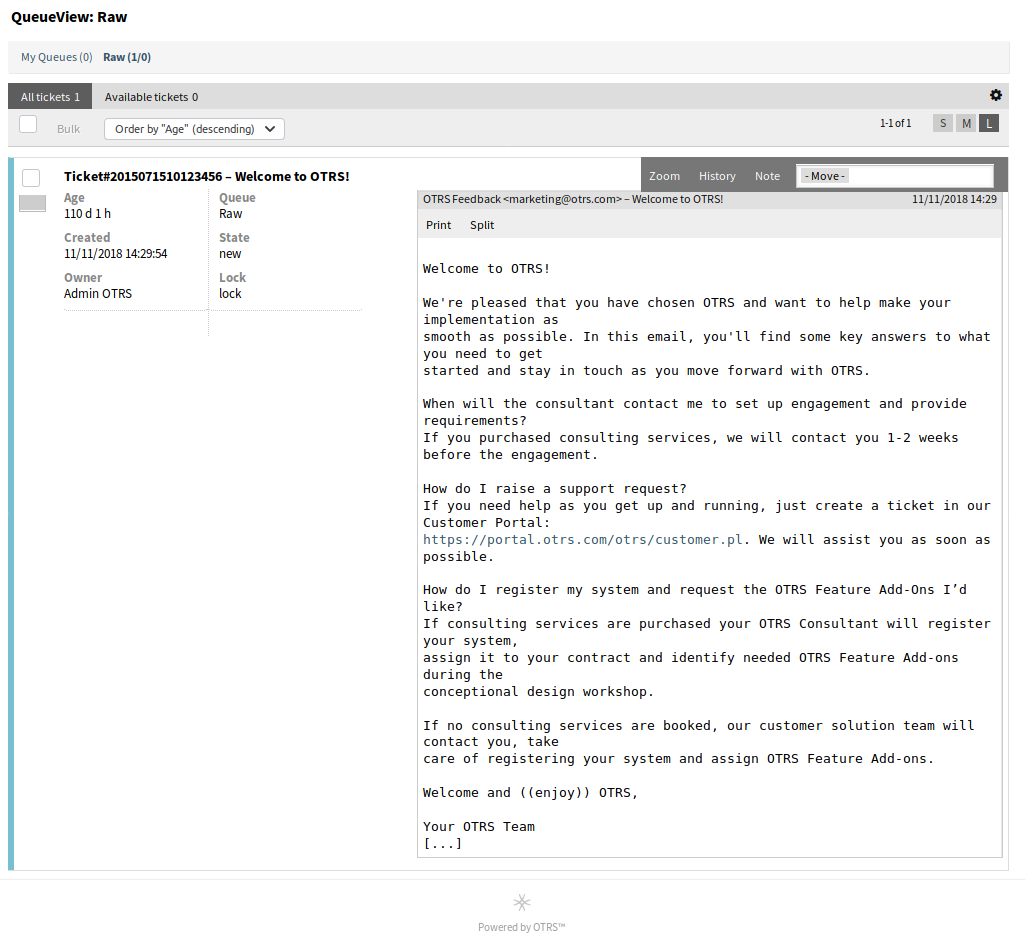 QueueView: Raw
My Queues (0) Raw (1/0)
All tickets 1 Available tickets 0
Bulk Order by "Age" (descending) 1-1 of 1 S M L
Ticket#2015071510123456 – Welcome to OTRS!
Zoom History Note - Move -
Age
110 d 1 h
Created
11/11/2018 14:29:54
Owner
Admin OTRS
Queue
Raw
State
new
Lock
lock
OTRS Feedback <marketing@otrs.com> – Welcome to OTRS! 11/11/2018 14:29
Print Split
Welcome to OTRS!
We're pleased that you have chosen OTRS and want to help make your
implementation as
smooth as possible. In this email, you'll find some key answers to what
you need to get
started and stay in touch as you move forward with OTRS.
When will the consultant contact me to set up engagement and provide
requirements?
If you purchased consulting services, we will contact you 1-2 weeks
before the engagement.
How do I raise a support request?
If you need help as you get up and running, just create a ticket in our
Customer Portal:
https://portal.otrs.com/otrs/customer.pl. We will assist you as soon as
possible.
How do I register my system and request the OTRS Feature Add-Ons I’d
like?
If consulting services are purchased your OTRS Consultant will register
your system,
assign it to your contract and identify needed OTRS Feature Add-ons
during the
conceptional design workshop.
If no consulting services are booked, our customer solution team will
contact you, take
care of registering your system and assign OTRS Feature Add-ons.
Welcome and ((enjoy)) OTRS,
Your OTRS Team
[...]
Powered by OTRS™